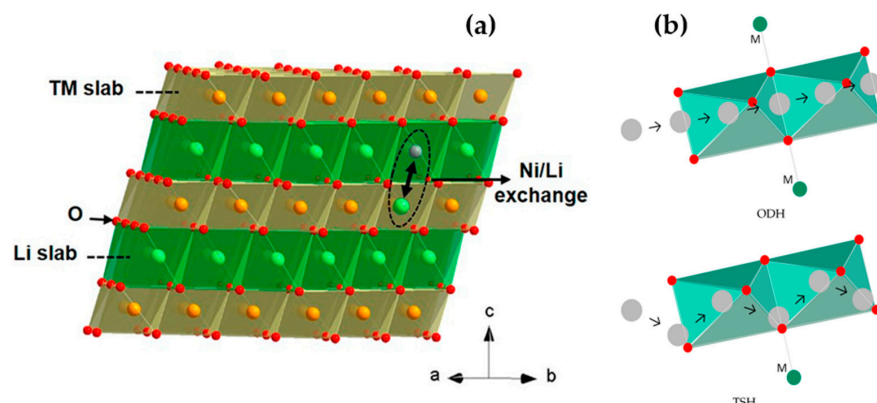 (a)
TM slab
Ni/Li
exchange
O
Li slab
c
a
b
(b)
M
M
ODH
M
TSH